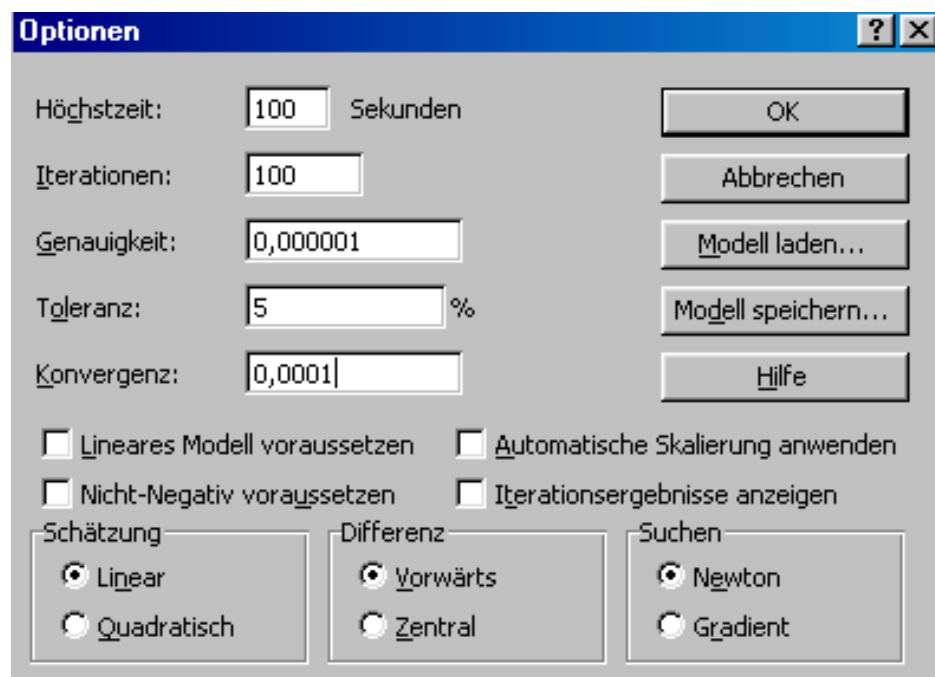 Optionen
Höchstzeit: 100 Sekunden OK
Iterationen: 100 Abbrechen
Genauigkeit: 0,000001 Modell laden...
Toleranz: 5 % Modell speichern...
Konvergenz: 0,0001 Hilfe
Lineares Modell voraussetzen Automatische Skalierung anwenden
Nicht-Negativ voraussetzen Iterationsergebnisse anzeigen
Schätzung Differenz Suchen
Linear Vorwärts Newton
Quadratisch Zentral Gradient